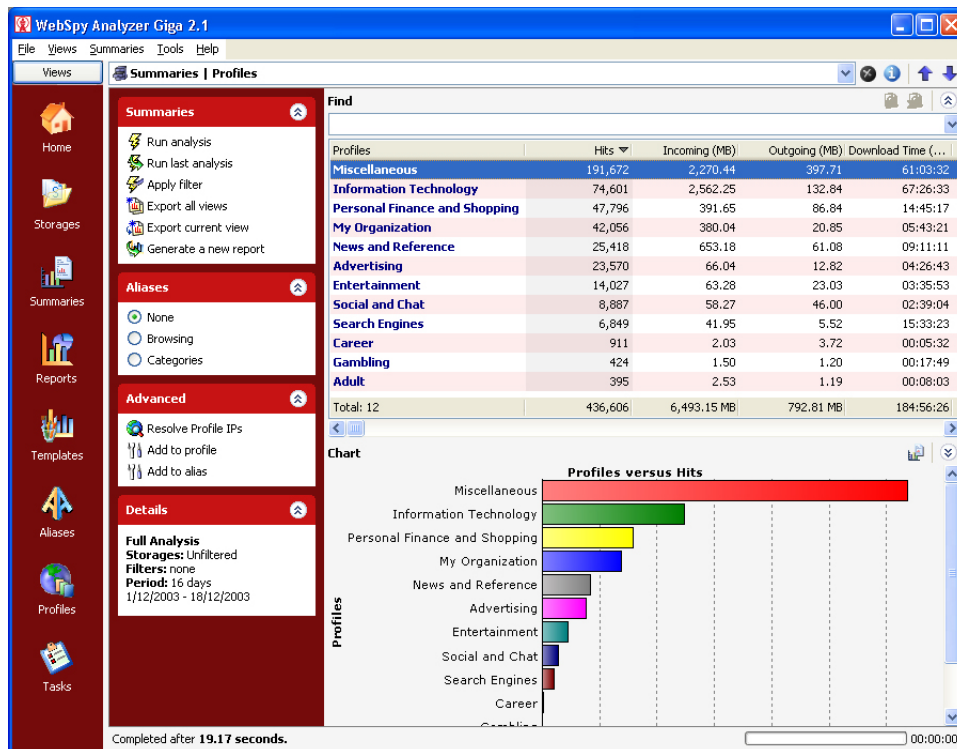 WebSpy Analyzer Giga 2.1
File Views Summaries Tools Help
Views
Summaries | Profiles
Home
Storages
Summaries
Reports
Templates
Aliases
Profiles
Tasks
Summaries
Run analysis
Run last analysis
Apply filter
Export all views
Export current view
Generate a new report
Aliases
None
Browsing
Categories
Advanced
Resolve Profile IPs
Add to profile
Add to alias
Details
Full Analysis
Storages: Unfiltered
Filters: none
Period: 16 days
1/12/2003 - 18/12/2003
Find
Profiles Hits Incoming (MB) Outgoing (MB) Download Time (...
Miscellaneous 191,672 2,270.44 397.71 61:03:32
Information Technology 74,601 2,562.25 132.84 67:26:33
Personal Finance and Shopping 47,796 391.65 86.84 14:45:17
My Organization 42,056 380.04 20.85 05:43:21
News and Reference 25,418 653.18 61.08 09:11:11
Advertising 23,570 66.04 12.82 04:26:43
Entertainment 14,027 63.28 23.03 03:35:53
Social and Chat 8,887 58.27 46.00 02:39:04
Search Engines 6,849 41.95 5.52 15:33:23
Career 911 2.03 3.72 00:05:32
Gambling 424 1.50 1.20 00:17:49
Adult 395 2.53 1.19 00:08:03
Total: 12 436,606 6,493.15 MB 792.81 MB 184:56:26
Chart
Profiles versus Hits
Profiles
Miscellaneous
Information Technology
Personal Finance and Shopping
My Organization
News and Reference
Advertising
Entertainment
Social and Chat
Search Engines
Career
Gambling
Completed after 19.17 seconds.
00:00:00